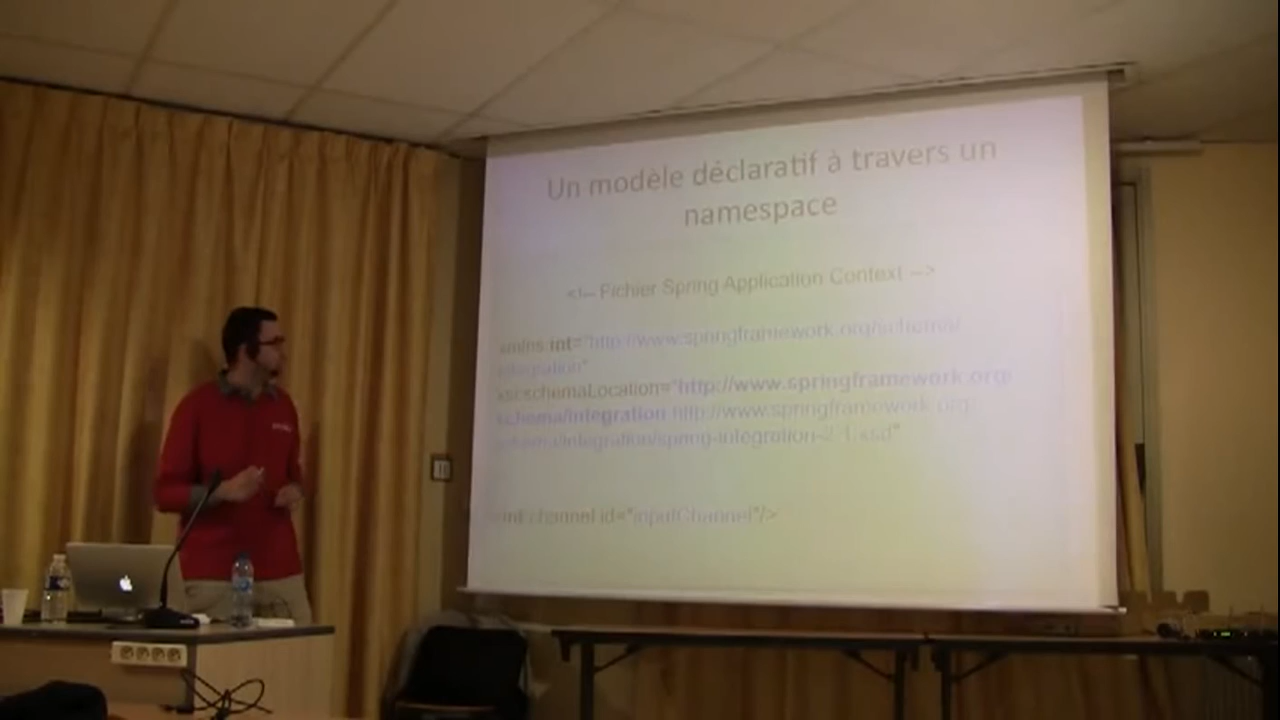 Un modèle déclaratif à travers un
namespace
<!-- Fichier Spring Application Context -->
xmlns:int="http://www.springframework.org/schema/
integration"
xsi:schemaLocation="http://www.springframework.org/
schema/integration http://www.springframework.org/
schema/integration/spring-integration-2.1.xsd"
<int:channel id="inputChannel"/>